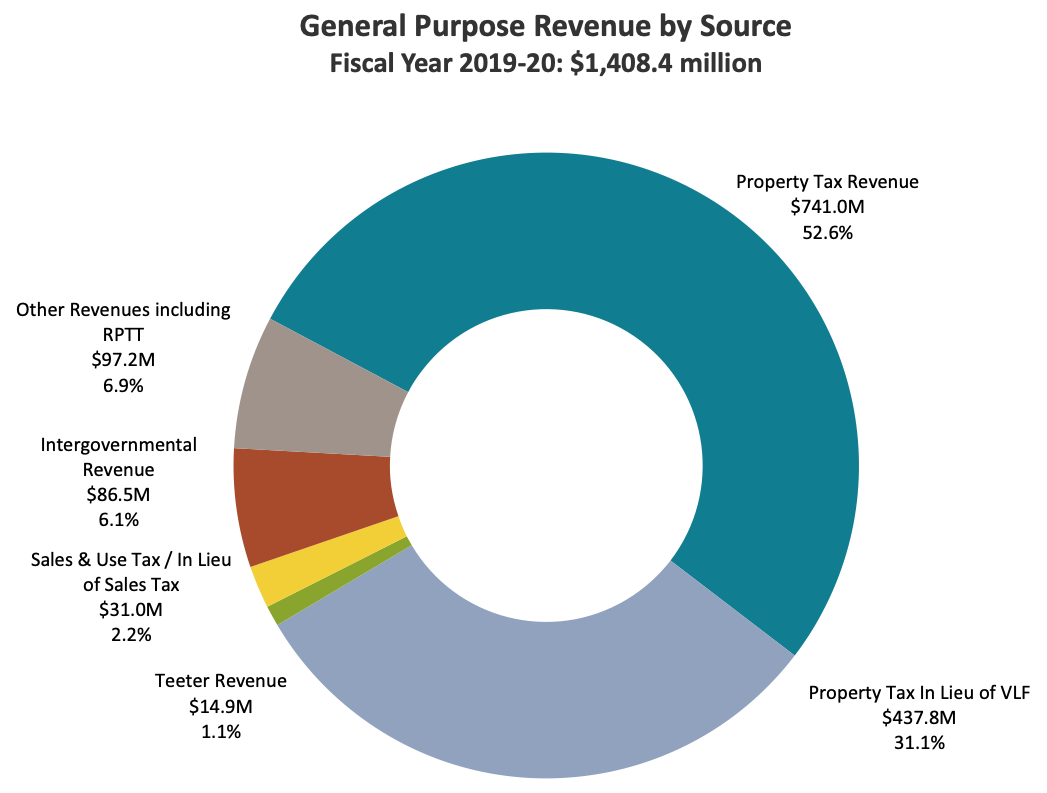 General Purpose Revenue by Source
Fiscal Year 2019-20: $1,408.4 million
Property Tax Revenue
$741.0M
52.6%
Other Revenues including
RPTT
$97.2M
6.9%
Intergovernmental
Revenue
$86.5M
6.1%
Sales & Use Tax / In Lieu
of Sales Tax
$31.0M
2.2%
Teeter Revenue
$14.9M
1.1%
Property Tax In Lieu of VLF
$437.8M
31.1%